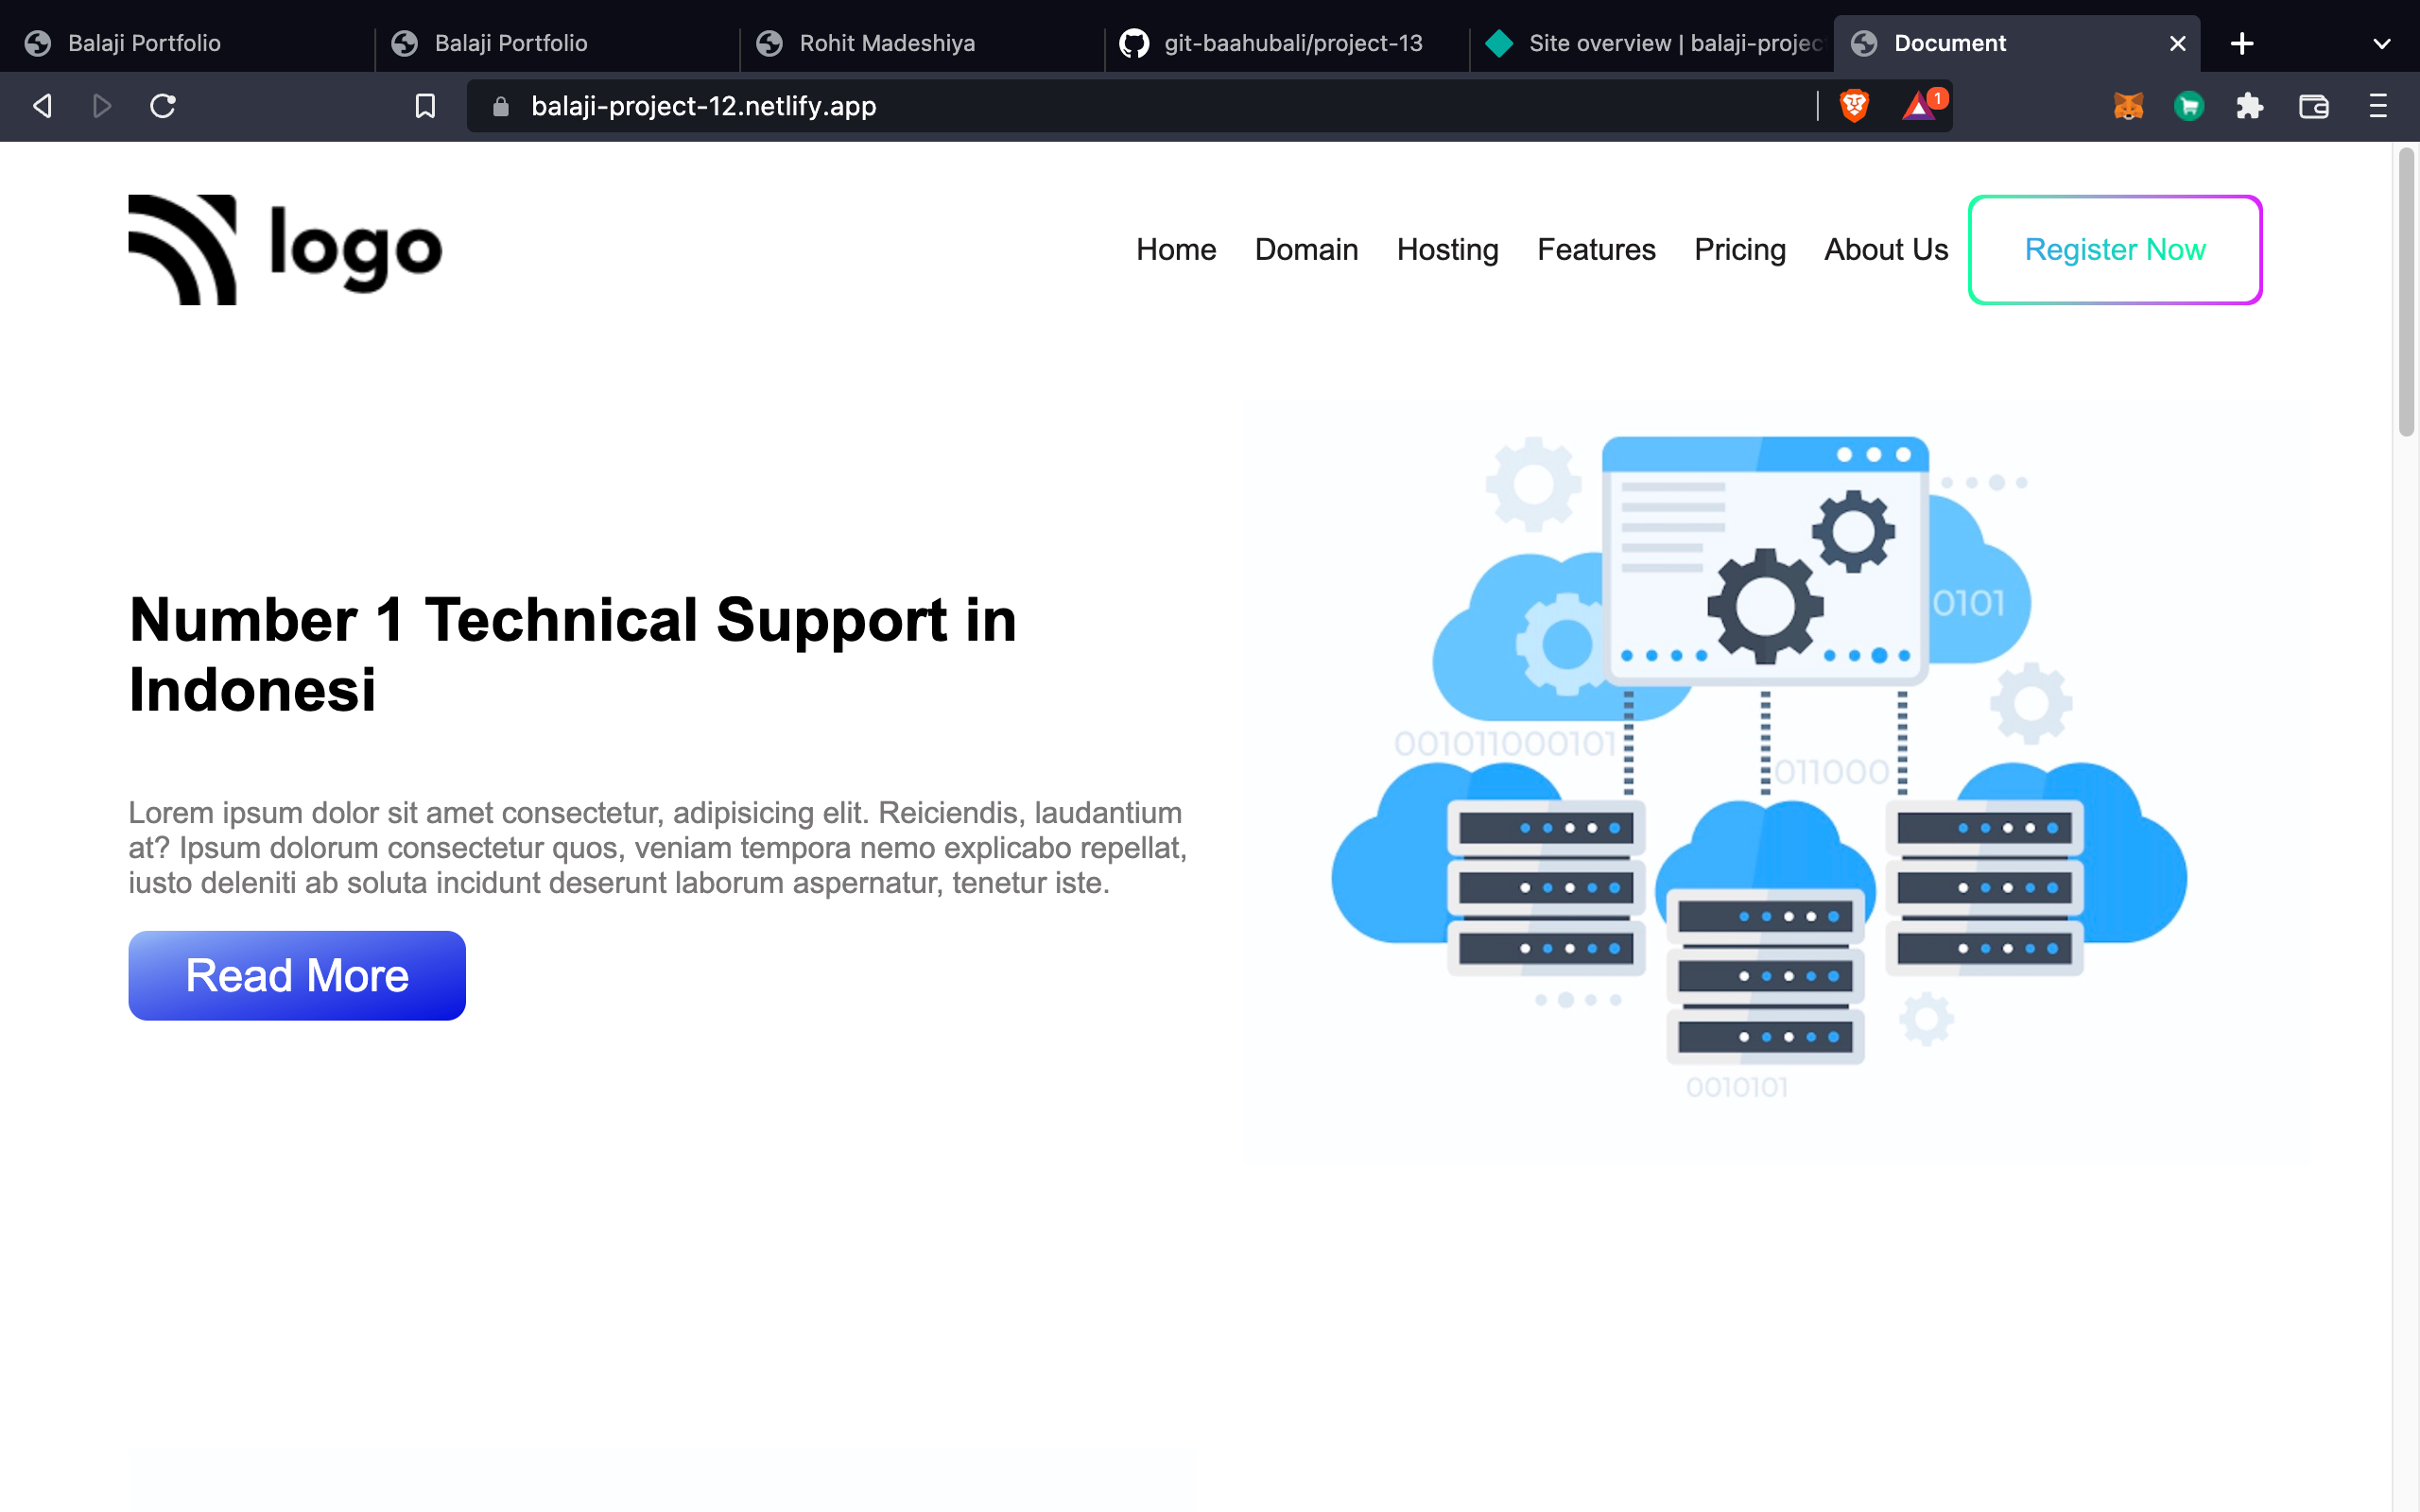 Balaji Portfolio
Balaji Portfolio
Rohit Madeshiya
git-baahubali/project-13
Site overview | balaji-projec
Document
balaji-project-12.netlify.app
1
logo
Home
Domain
Hosting
Features
Pricing
About Us
Register Now
Number 1 Technical Support in
Indonesi
Lorem ipsum dolor sit amet consectetur, adipisicing elit. Reiciendis, laudantium
at? Ipsum dolorum consectetur quos, veniam tempora nemo explicabo repellat,
iusto deleniti ab soluta incidunt deserunt laborum aspernatur, tenetur iste.
Read More
0101
001011000101
011000
0010101